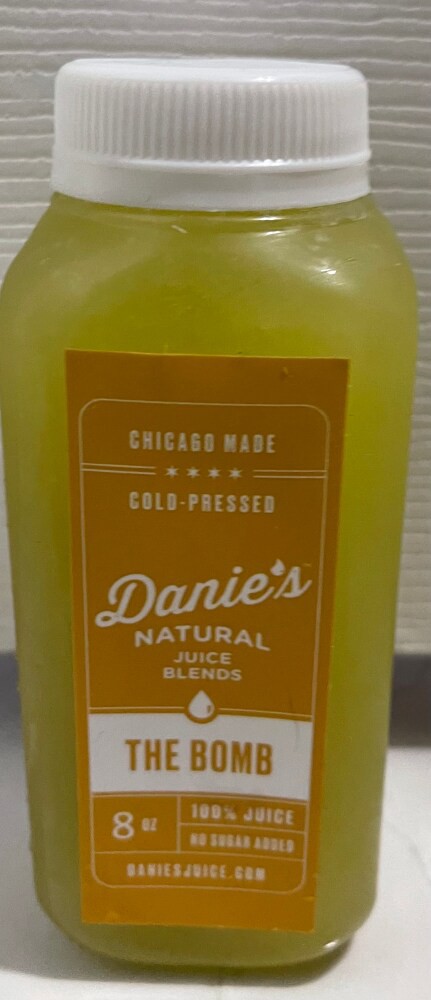 CHICAGO MADE
COLD-PRESSED
Danie's
NATURAL
JUICE
BLENDS
THE BOMB
8 OZ
100% JUICE
NO SUGAR ADDED
DANIESJUICE.COM